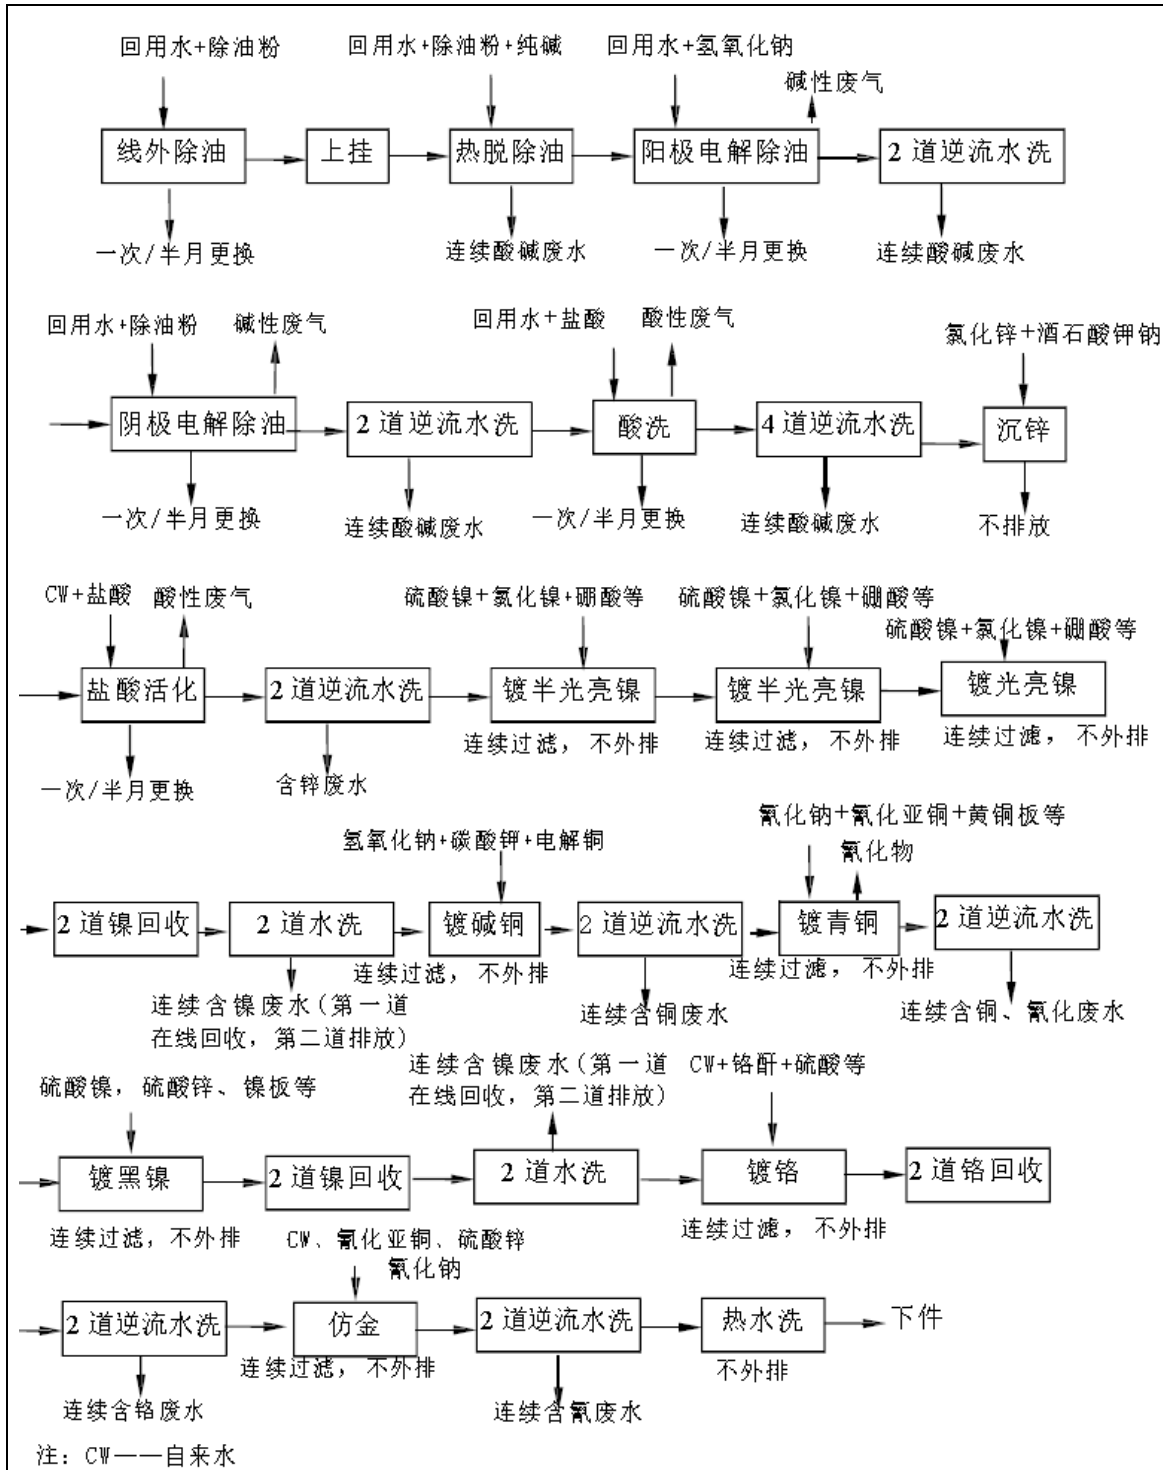 回用水+除油粉
回用水+除油粉+纯碱
回用水+氢氧化钠
碱性废气
线外除油
上挂
热脱除油
阳极电解除油
2道逆流水洗
一次/半月更换
连续酸碱废水
一次/半月更换
连续酸碱废水
回用水+除油粉
碱性废气
回用水+盐酸
酸性废气
氯化锌+酒石酸钾钠
阴极电解除油
2道逆流水洗
酸洗
4道逆流水洗
沉锌
一次/半月更换
连续酸碱废水
一次/半月更换
连续酸碱废水
不排放
CW+盐酸
酸性废气
硫酸镍+氯化镍+硼酸等
硫酸镍+氯化镍+硼酸等
硫酸镍+氯化镍+硼酸等
盐酸活化
2道逆流水洗
镀半光亮镍
镀半光亮镍
镀光亮镍
连续过滤，不外排
连续过滤，不外排
连续过滤，不外排
一次/半月更换
含锌废水
氢氧化钠+碳酸钾+电解铜
氰化钠+氰化亚铜+黄铜板等
氰化物
2道镍回收
2道水洗
镀碱铜
2道逆流水洗
镀青铜
2道逆流水洗
连续过滤，不外排
连续过滤，不外排
连续含镍废水(第一道
在线回收，第二道排放)
连续含铜废水
连续含铜、氰化废水
硫酸镍，硫酸锌、镍板等
连续含镍废水(第一道
在线回收，第二道排放)
CW+铬酐+硫酸等
镀黑镍
2道镍回收
2道水洗
镀铬
2道铬回收
连续过滤，不外排
连续过滤，不外排
CW、氰化亚铜、硫酸锌
氰化钠
2道逆流水洗
仿金
2道逆流水洗
热水洗
下件
连续过滤，不外排
不外排
连续含铬废水
连续含氰废水
注：CW——自来水